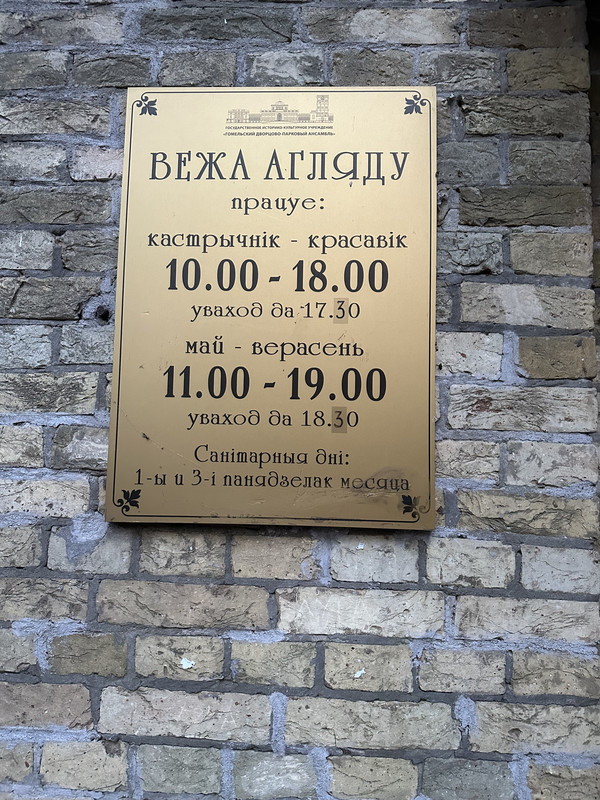 ГОСУДАРСТВЕННОЕ ИСТОРИКО-КУЛЬТУРНОЕ УЧРЕЖДЕНИЕ
«ГОМЕЛЬСКИЙ ДВОРЦОВО-ПАРКОВЫЙ АНСАМБЛЬ»
ВЕЖА АГЛЯДУ
працуе:
кастрычнік - красавік
10.00 - 18.00
уваход да 17.30
май - верасень
11.00 - 19.00
уваход да 18.30
Санітарныя дні:
1-ы и 3-і панядзелак месяца